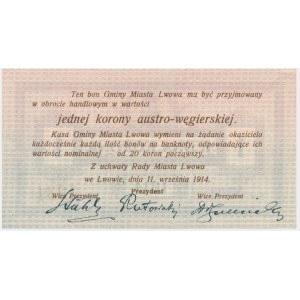 Ten bon Gminy Miasta Lwowa ma być przyjmowany
w obrocie handlowym w wartości
jednej korony austro-węgierskiej.
Kasa Gminy Miasta Lwowa wymieni na żądanie okaziciela
każdocześnie każdą ilość bonów na banknoty, odpowiadające ich
wartości nominalnej od 20 koron począwszy.
Z uchwały Rady Miasta Lwowa
we Lwowie, dnia 11. września 1914.
Prezydent
Wice Prezydent Wice Prezydent
Rutowski